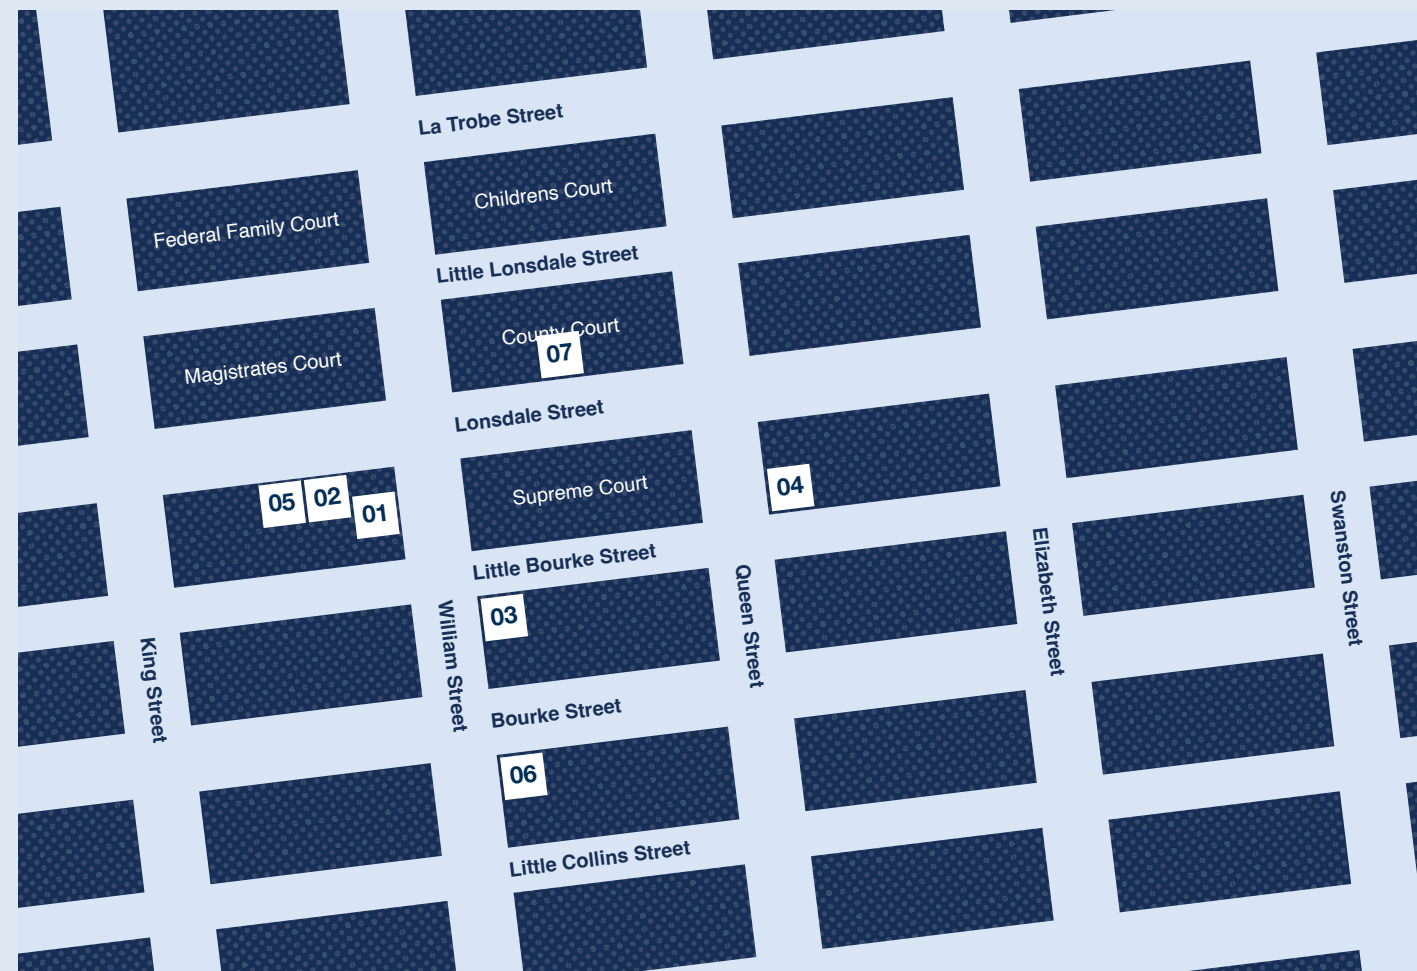 La Trobe Street
Childrens Court
Federal Family Court
Little Lonsdale Street
County Court
07
Magistrates Court
Lonsdale Street
Supreme Court
04
05
02
01
Little Bourke Street
03
King Street
William Street
Queen Street
Elizabeth Street
Swanston Street
Bourke Street
06
Little Collins Street